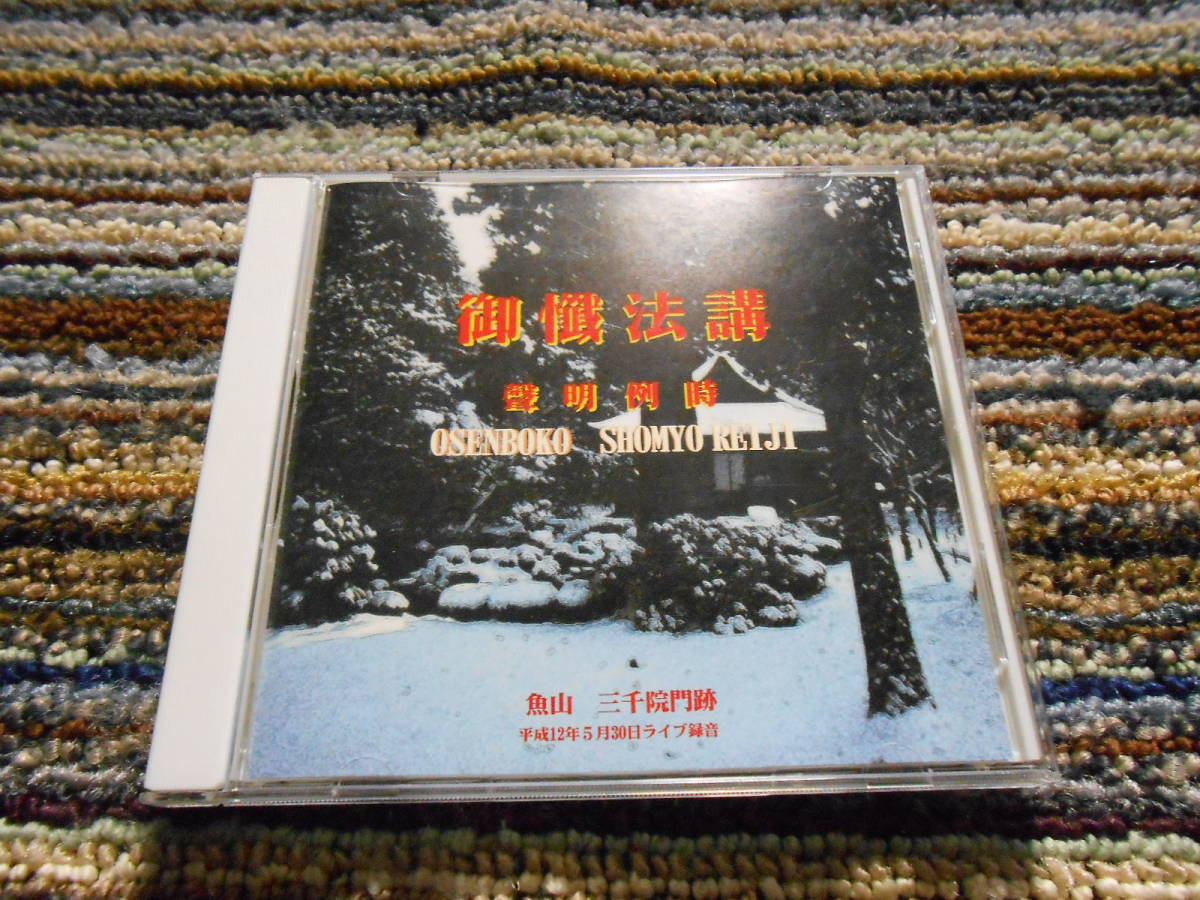 御懺法講
聲明例時
OSENBOKO SHOMYO REIJI
魚山 三千院門跡
平成12年5月30日ライブ録音